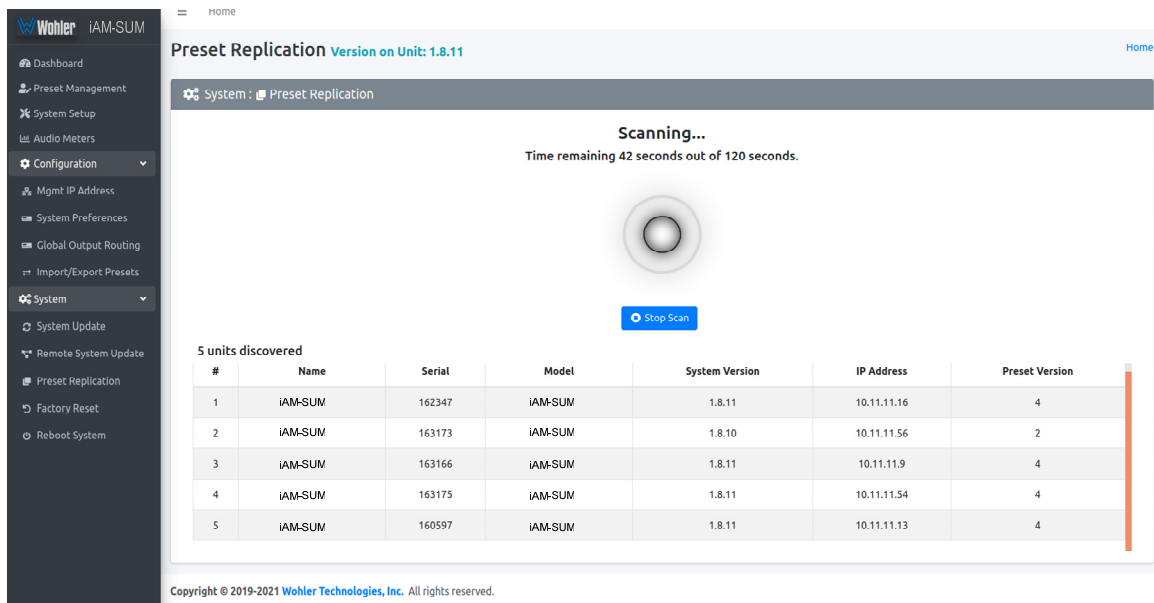 Wohler iAM-SUM
Dashboard
Preset Management
System Setup
Audio Meters
Configuration
Mgmt IP Address
System Preferences
Global Output Routing
Import/Export Presets
System
System Update
Remote System Update
Preset Replication
Factory Reset
Reboot System
Home
Preset Replication Version on Unit: 1.8.11
Home
System : Preset Replication
Scanning...
Time remaining 42 seconds out of 120 seconds.
Stop Scan
5 units discovered
# Name Serial Model System Version IP Address Preset Version
1 iAM-SUM 162347 iAM-SUM 1.8.11 10.11.11.16 4
2 iAM-SUM 163173 iAM-SUM 1.8.10 10.11.11.56 2
3 iAM-SUM 163166 iAM-SUM 1.8.11 10.11.11.9 4
4 iAM-SUM 163175 iAM-SUM 1.8.11 10.11.11.54 4
5 iAM-SUM 160597 iAM-SUM 1.8.11 10.11.11.13 4
Copyright © 2019-2021 Wohler Technologies, Inc. All rights reserved.